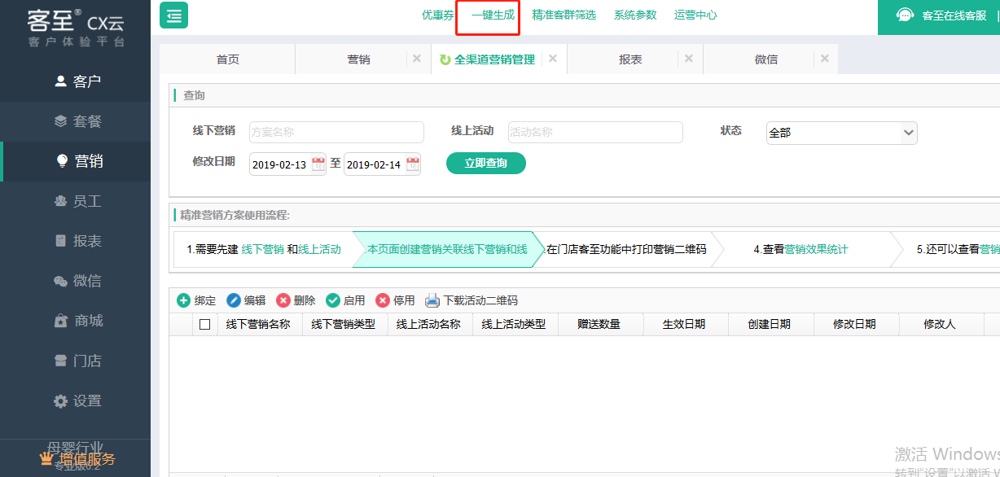 客至® CX云
客户体验平台
优惠券 一键生成 精准客群筛选 系统参数 运营中心
客至在线客服
首页 营销 全渠道营销管理 报表 微信
客户
套餐
营销
员工
报表
微信
商城
门店
设置
母婴行业
增值服务
专业版6.2
查询
线下营销 方案名称 线上活动 活动名称 状态 全部
修改日期 2019-02-13 至 2019-02-14 立即查询
精准营销方案使用流程:
1.需要先建 线下营销 和线上活动 本页面创建营销关联线下营销和线 在门店客至功能中打印营销二维码 4.查看营销效果统计 5.还可以查看营销
绑定 编辑 删除 启用 停用 下载活动二维码
线下营销名称 线下营销类型 线上活动名称 线上活动类型 赠送数量 生效日期 创建日期 修改日期 修改人
激活 Windows
转到"设置"以激活 W